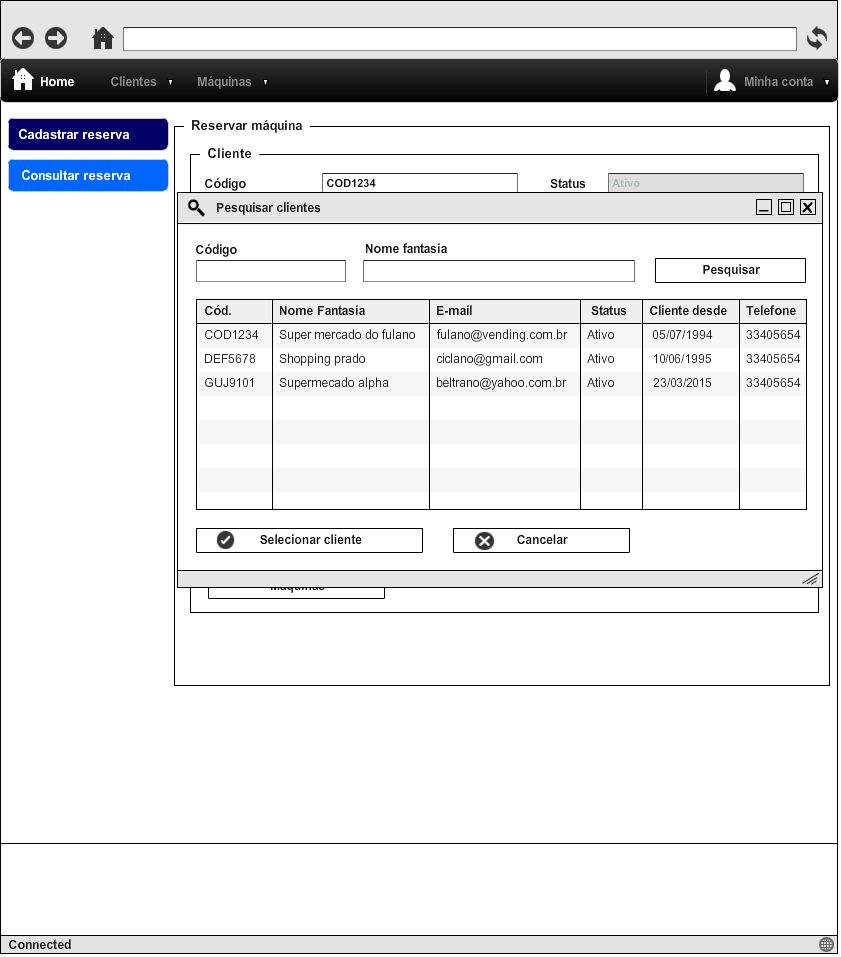 Home Clientes Máquinas Minha conta
Cadastrar reserva
Consultar reserva
Reservar máquina
Cliente
Código COD1234 Status Ativo
Pesquisar clientes
Código Nome fantasia
Pesquisar
Cód. Nome Fantasia E-mail Status Cliente desde Telefone
COD1234 Super mercado do fulano fulano@vending.com.br Ativo 05/07/1994 33405654
DEF5678 Shopping prado ciclano@gmail.com Ativo 10/06/1995 33405654
GUJ9101 Supermecado alpha beltrano@yahoo.com.br Ativo 23/03/2015 33405654
Selecionar cliente Cancelar
Máquinas
Connected